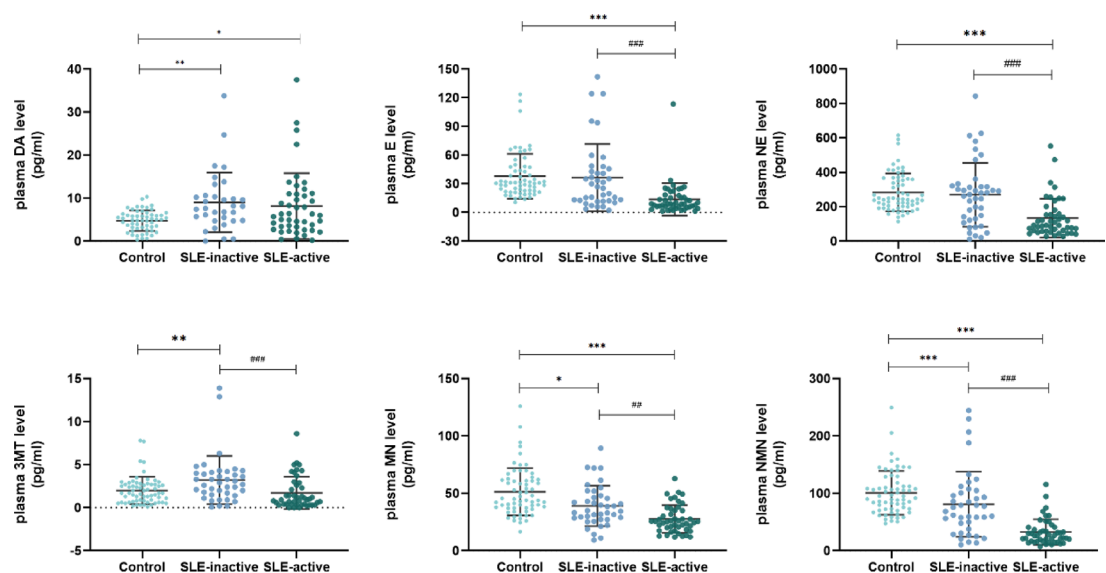 *
**
plasma DA level
(pg/ml)
40
30
20
10
0
Control SLE-inactive SLE-active
***
###
plasma E level
(pg/ml)
150
120
90
60
30
0
-30
Control SLE-inactive SLE-active
***
###
plasma NE level
(pg/ml)
1000
800
600
400
200
0
Control SLE-inactive SLE-active
**
###
plasma 3MT level
(pg/ml)
15
10
5
0
-5
Control SLE-inactive SLE-active
***
*
##
plasma MN level
(pg/ml)
150
100
50
0
Control SLE-inactive SLE-active
***
***
###
plasma NMN level
(pg/ml)
300
200
100
0
Control SLE-inactive SLE-active